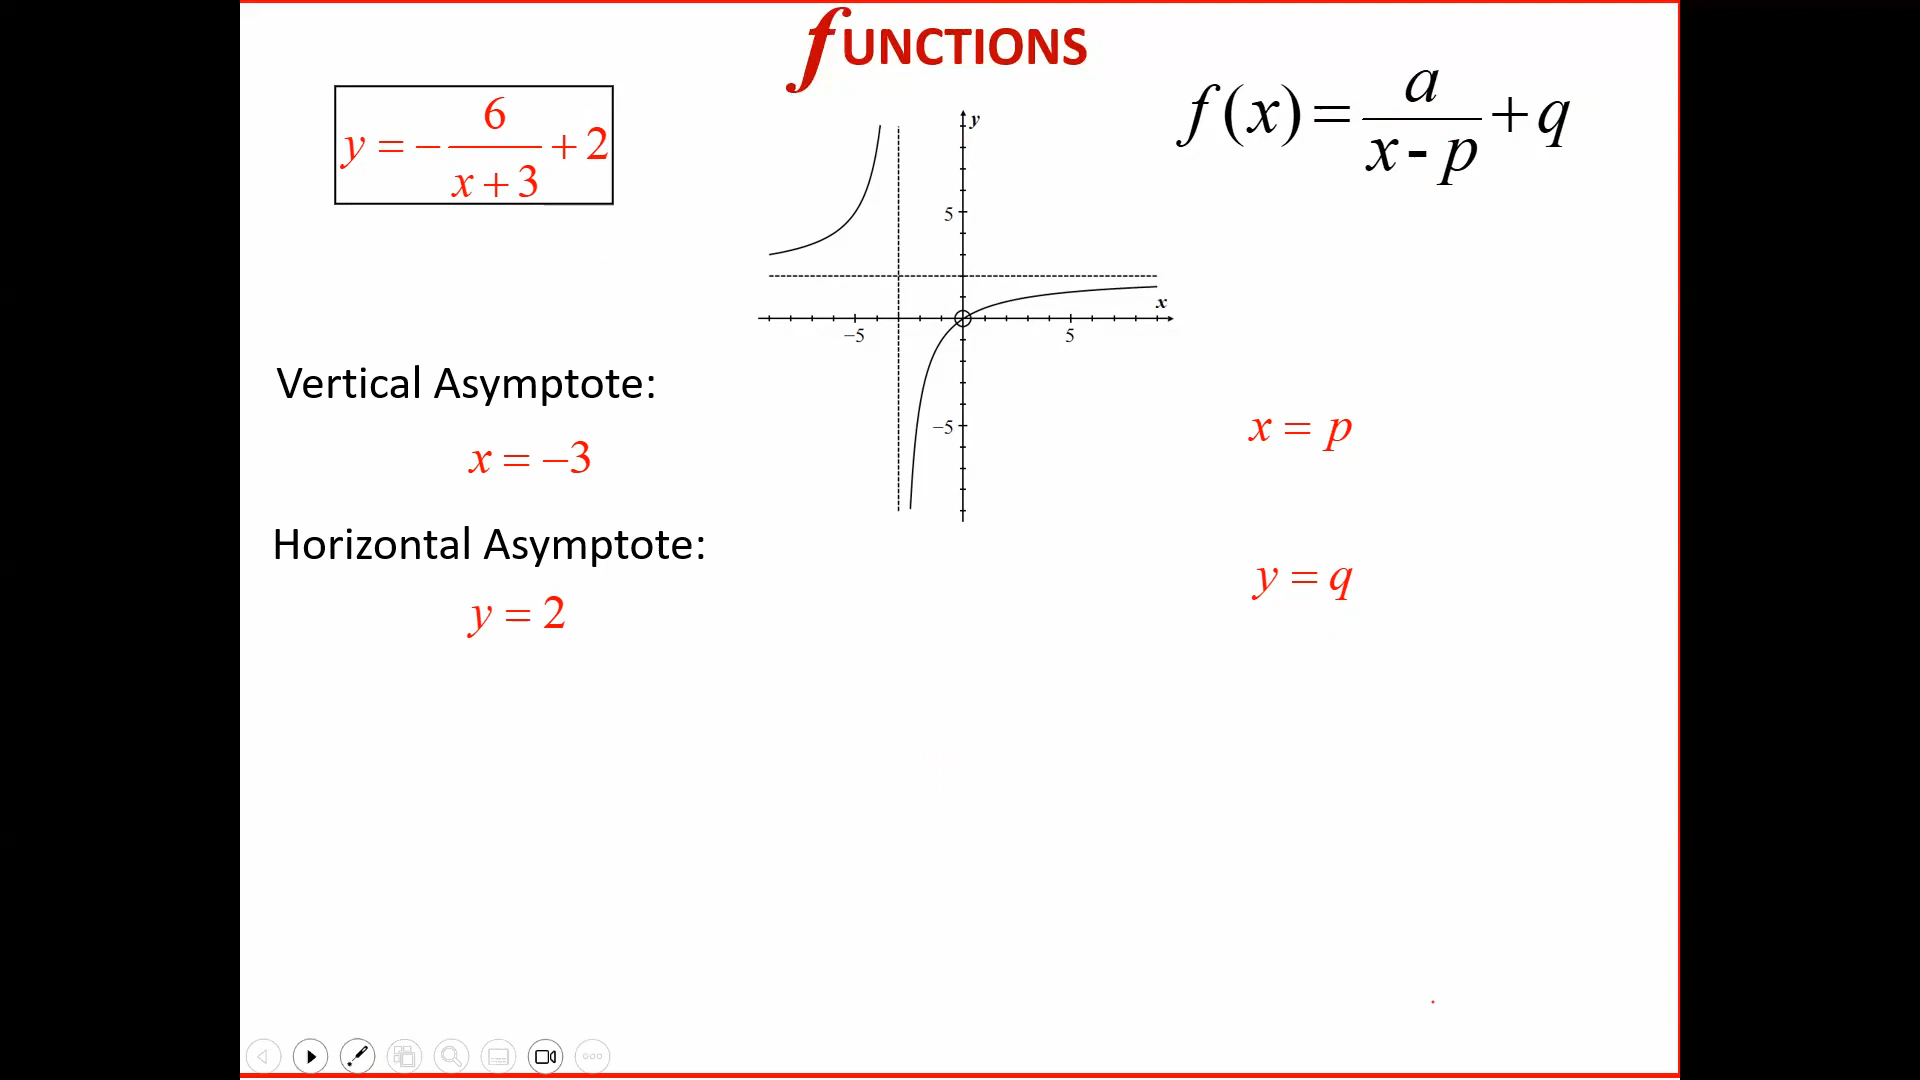 fUNCTIONS
y = -6/(x+3) + 2
f(x) = a/(x-p) + q
y
5
x
-5
5
-5
Vertical Asymptote:
x = -3
x = p
Horizontal Asymptote:
y = 2
y = q